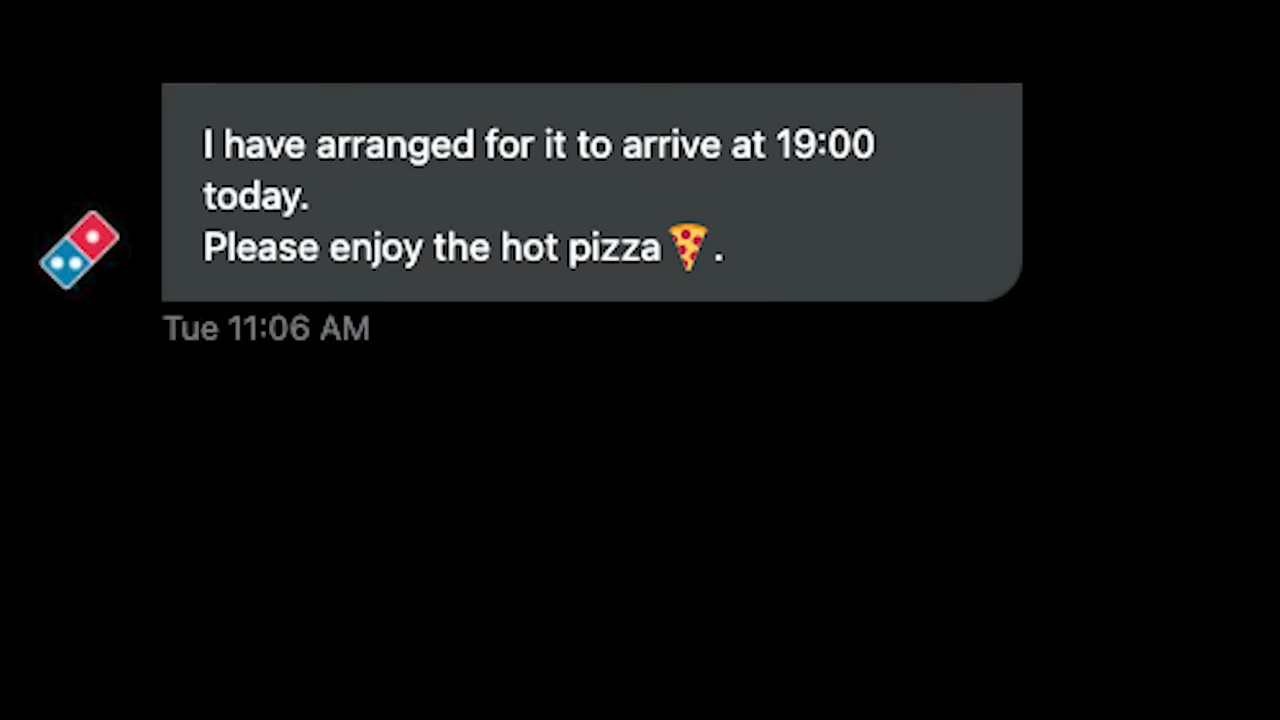 I have arranged for it to arrive at 19:00
today.
Please enjoy the hot pizza🍕.
Tue 11:06 AM